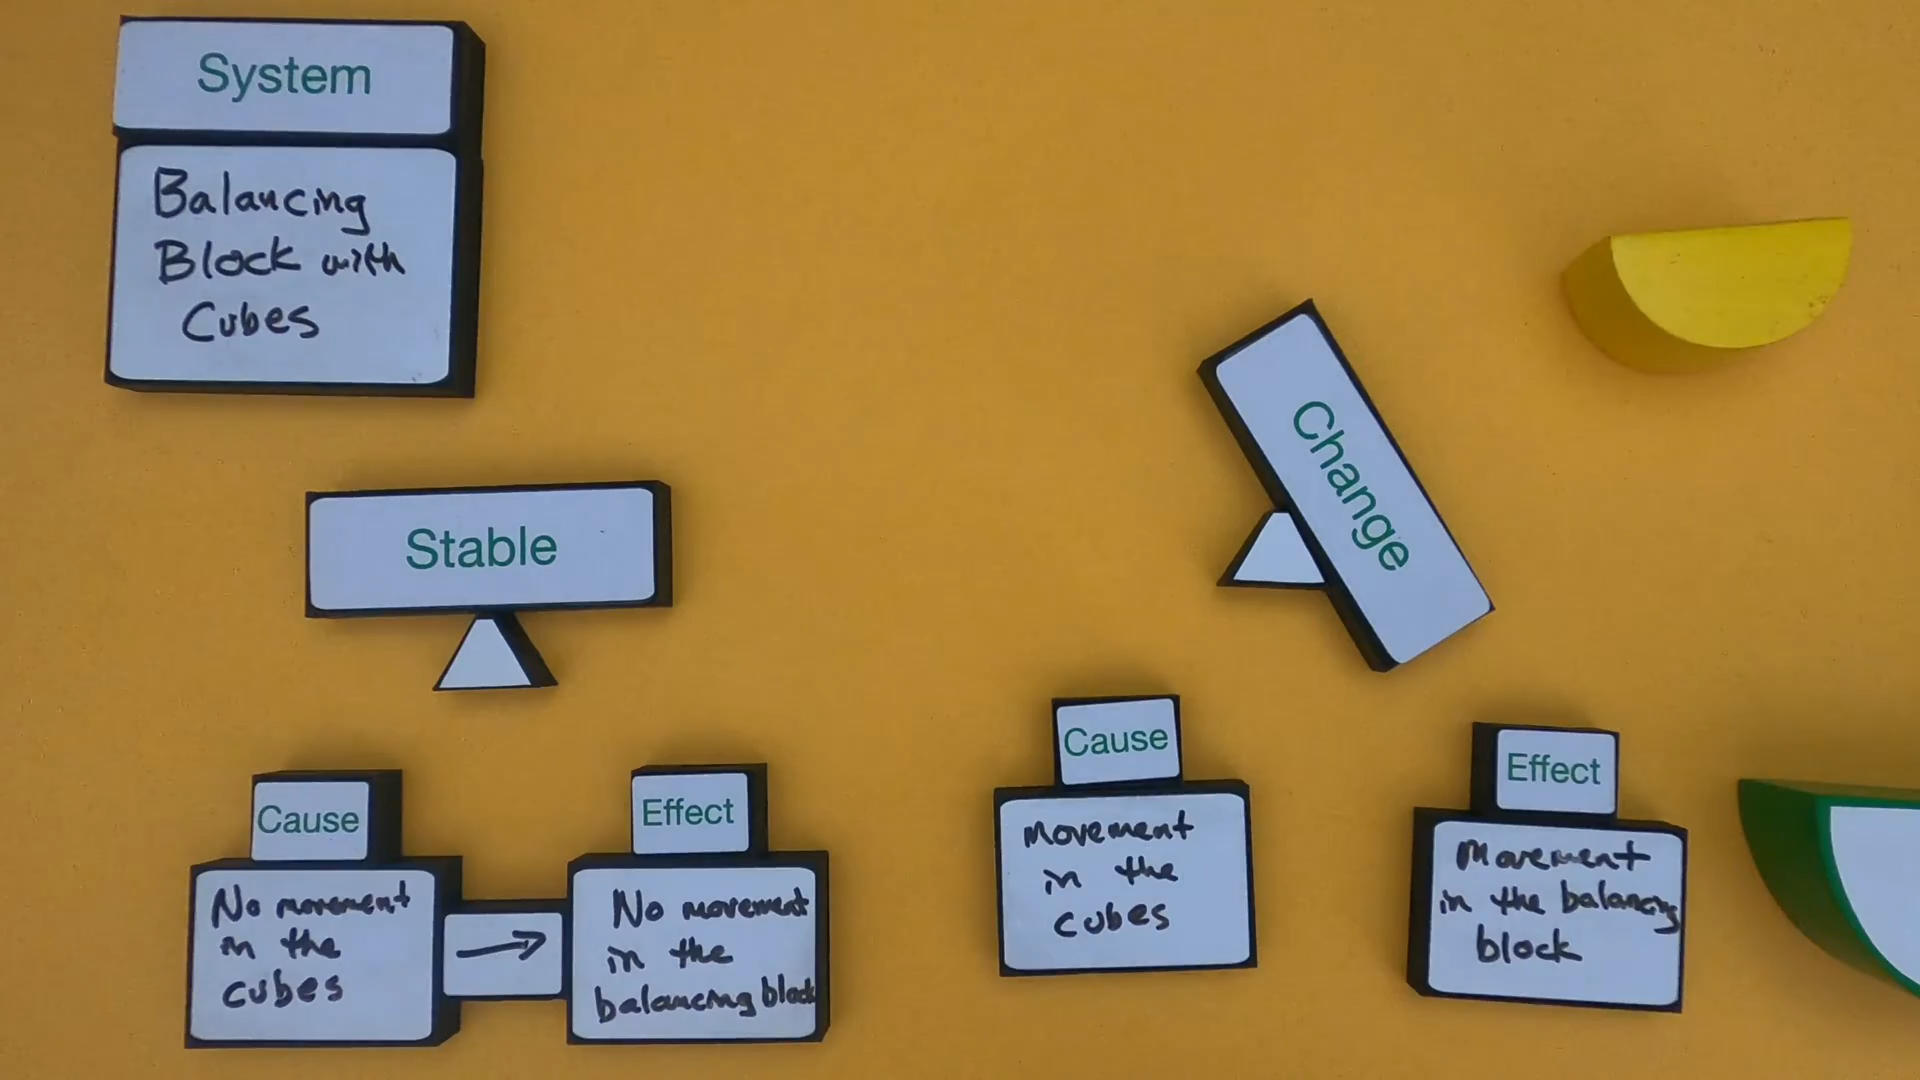 System
Balancing
Block with
Cubes
Stable
Change
Cause
No movement
in the
cubes
Effect
No movement
in the
balancing block
Cause
Movement
in the
cubes
Effect
Movement
in the balancing
block